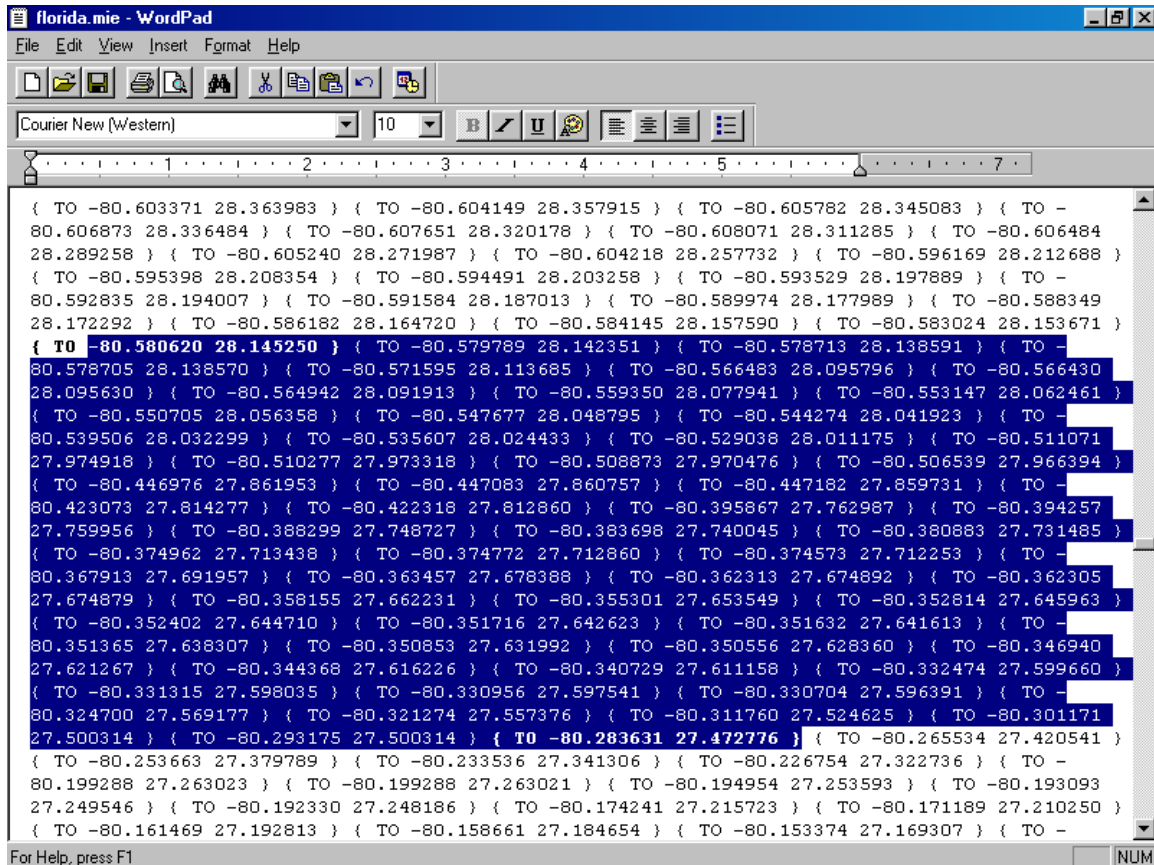 florida.mie - WordPad
File Edit View Insert Format Help
Courier New (Western) 10 B I U
1 2 3 4 5 7
{ TO -80.603371 28.363983 } { TO -80.604149 28.357915 } { TO -80.605782 28.345083 } { TO -
80.606873 28.336484 } { TO -80.607651 28.320178 } { TO -80.608071 28.311285 } { TO -80.606484
28.289258 } { TO -80.605240 28.271987 } { TO -80.604218 28.257732 } { TO -80.596169 28.212688 }
{ TO -80.595398 28.208354 } { TO -80.594491 28.203258 } { TO -80.593529 28.197889 } { TO -
80.592835 28.194007 } { TO -80.591584 28.187013 } { TO -80.589974 28.177989 } { TO -80.588349
28.172292 } { TO -80.586182 28.164720 } { TO -80.584145 28.157590 } { TO -80.583024 28.153671 }
{ TO -80.580620 28.145250 } { TO -80.579789 28.142351 } { TO -80.578713 28.138591 } { TO -
80.578705 28.138570 } { TO -80.571595 28.113685 } { TO -80.566483 28.095796 } { TO -80.566430
28.095630 } { TO -80.564942 28.091913 } { TO -80.559350 28.077941 } { TO -80.553147 28.062461 }
{ TO -80.550705 28.056358 } { TO -80.547677 28.048795 } { TO -80.544274 28.041923 } { TO -
80.539506 28.032299 } { TO -80.535607 28.024433 } { TO -80.529038 28.011175 } { TO -80.511071
27.974918 } { TO -80.510277 27.973318 } { TO -80.508873 27.970476 } { TO -80.506539 27.966394 }
{ TO -80.446976 27.861953 } { TO -80.447083 27.860757 } { TO -80.447182 27.859731 } { TO -
80.423073 27.814277 } { TO -80.422318 27.812860 } { TO -80.395867 27.762987 } { TO -80.394257
27.759956 } { TO -80.388299 27.748727 } { TO -80.383698 27.740045 } { TO -80.380883 27.731485 }
{ TO -80.374962 27.713438 } { TO -80.374772 27.712860 } { TO -80.374573 27.712253 } { TO -
80.367913 27.691957 } { TO -80.363457 27.678388 } { TO -80.362313 27.674892 } { TO -80.362305
27.674879 } { TO -80.358155 27.662231 } { TO -80.355301 27.653549 } { TO -80.352814 27.645963 }
{ TO -80.352402 27.644710 } { TO -80.351716 27.642623 } { TO -80.351632 27.641613 } { TO -
80.351365 27.638307 } { TO -80.350853 27.631992 } { TO -80.350556 27.628360 } { TO -80.346940
27.621267 } { TO -80.344368 27.616226 } { TO -80.340729 27.611158 } { TO -80.332474 27.599660 }
{ TO -80.331315 27.598035 } { TO -80.330956 27.597541 } { TO -80.330704 27.596391 } { TO -
80.324700 27.569177 } { TO -80.321274 27.557376 } { TO -80.311760 27.524625 } { TO -80.301171
27.500314 } { TO -80.293175 27.500314 } { TO -80.283631 27.472776 } { TO -80.265534 27.420541 }
{ TO -80.253663 27.379789 } { TO -80.233536 27.341306 } { TO -80.226754 27.322736 } { TO -
80.199288 27.263023 } { TO -80.199288 27.263021 } { TO -80.194954 27.253593 } { TO -80.193093
27.249546 } { TO -80.192330 27.248186 } { TO -80.174241 27.215723 } { TO -80.171189 27.210250 }
{ TO -80.161469 27.192813 } { TO -80.158661 27.184654 } { TO -80.153374 27.169307 } { TO -
For Help, press F1 NUM